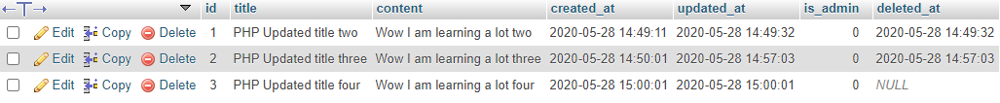 id title content created_at updated_at is_admin deleted_at
Edit Copy Delete 1 PHP Updated title two Wow I am learning a lot two 2020-05-28 14:49:11 2020-05-28 14:49:32 0 2020-05-28 14:49:32
Edit Copy Delete 2 PHP Updated title three Wow I am learning a lot three 2020-05-28 14:50:01 2020-05-28 14:57:03 0 2020-05-28 14:57:03
Edit Copy Delete 3 PHP Updated title four Wow I am learning a lot four 2020-05-28 15:00:01 2020-05-28 15:00:01 0 NULL